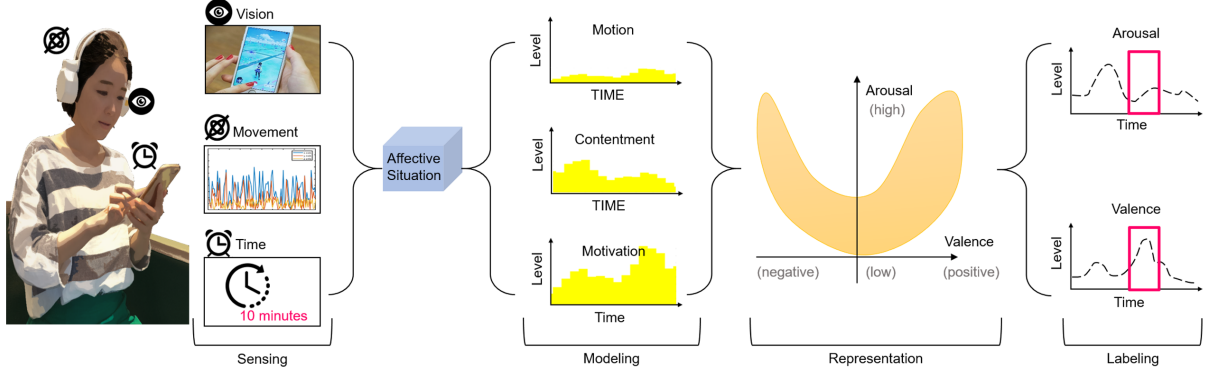 Vision
Movement
Time
10 minutes
Sensing
Affective
Situation
Motion
Level
TIME
Contentment
Level
TIME
Motivation
Level
Time
Modeling
Arousal
(high)
Valence
(negative)
(low)
(positive)
Representation
Arousal
Level
Time
Valence
Level
Time
Labeling